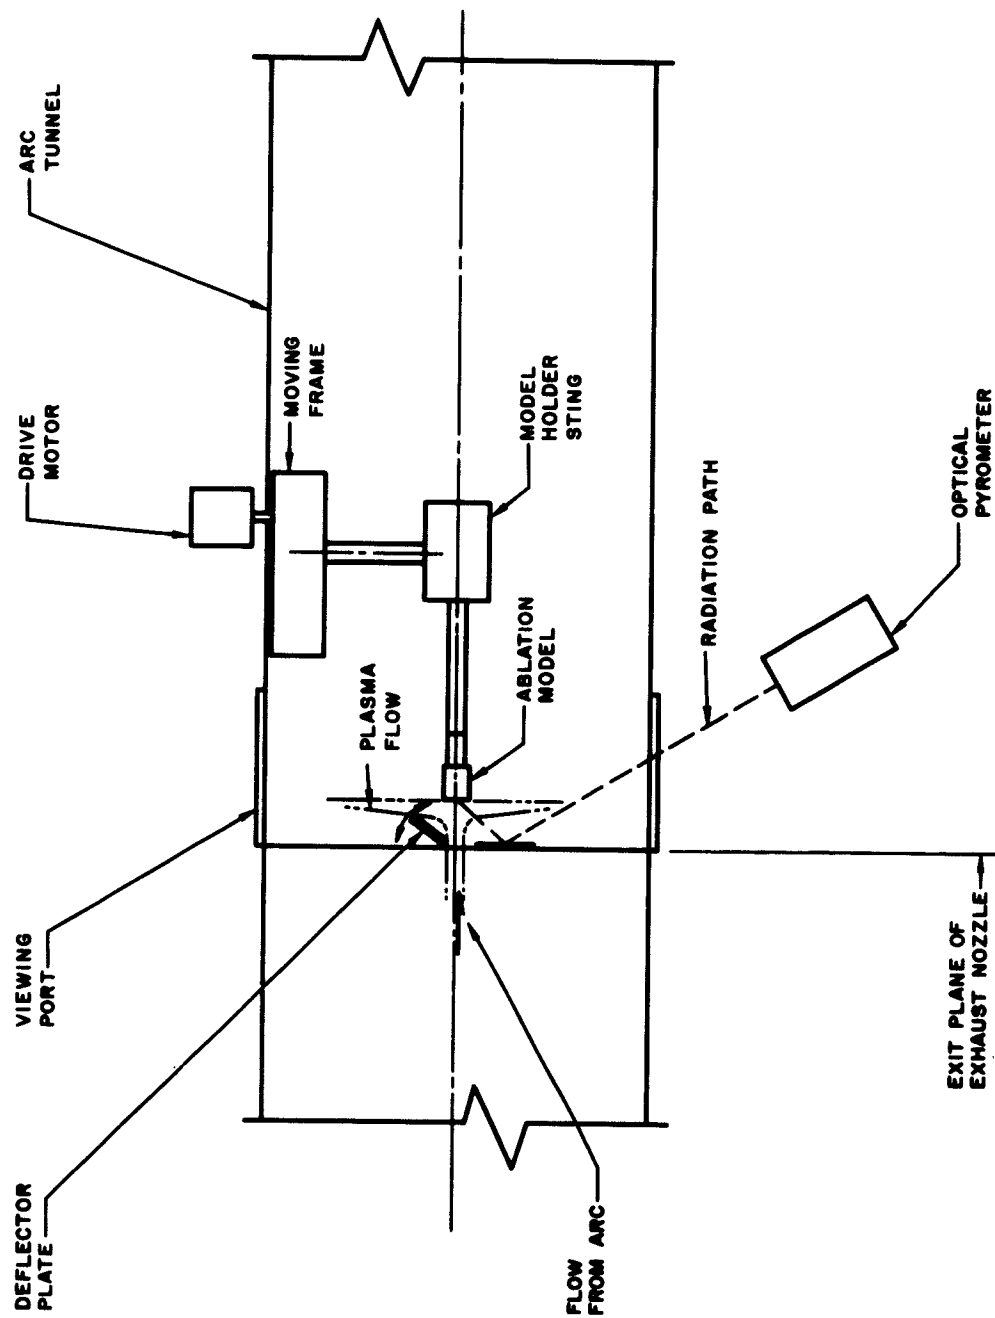 ARC
TUNNEL
DRIVE
MOTOR
MOVING
FRAME
MODEL
HOLDER
STING
OPTICAL
PYROMETER
RADIATION PATH
ABLATION
MODEL
PLASMA
FLOW
VIEWING
PORT
EXIT PLANE OF
EXHAUST NOZZLE
DEFLECTOR
PLATE
FLOW
FROM ARC